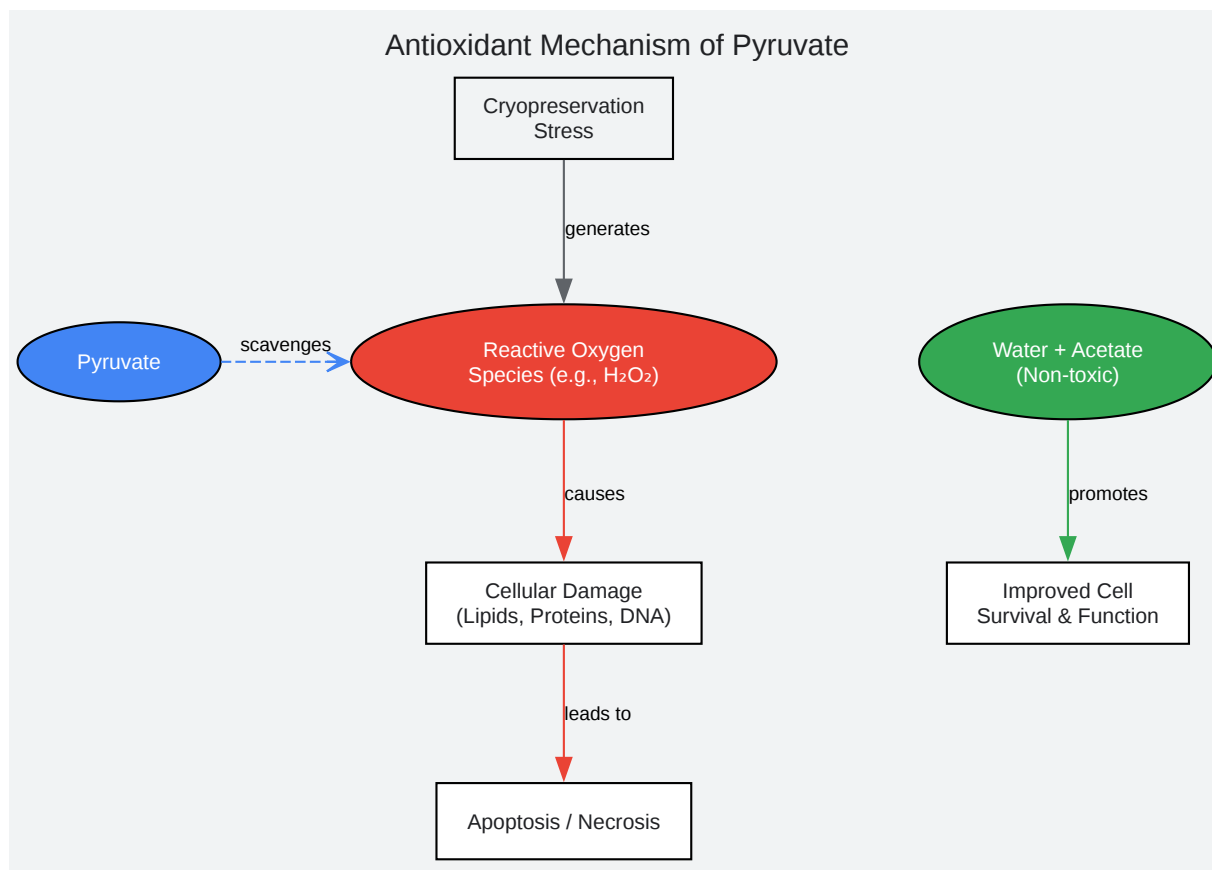 Antioxidant Mechanism of Pyruvate
Cryopreservation
Stress
generates
Pyruvate
scavenges
Reactive Oxygen
Species (e.g., H₂O₂)
Water + Acetate
(Non-toxic)
causes
promotes
Cellular Damage
(Lipids, Proteins, DNA)
Improved Cell
Survival & Function
leads to
Apoptosis / Necrosis